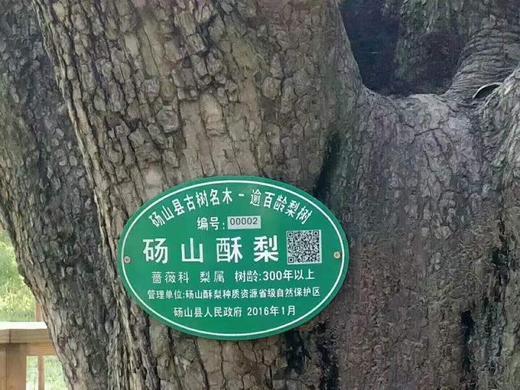 砀山县古树名木-逾百龄梨树
编号:00002
砀山酥梨
蔷薇科 梨属 树龄:300年以上
管理单位:砀山酥梨种质资源省级自然保护区
砀山县人民政府 2016年1月